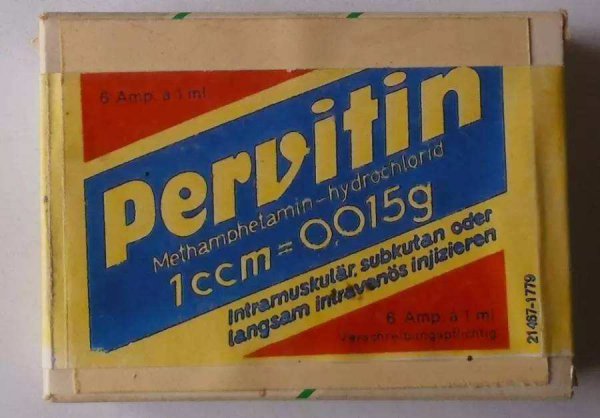 6 Amp. à 1 ml
Pervitin
Methamphetamin-hydrochlorid
1 ccm = 0,015g
Intramuskulär, subkutan oder
langsam intravenös injizieren
6 Amp. à 1 ml
Verschreibungspflichtig
21467-1779